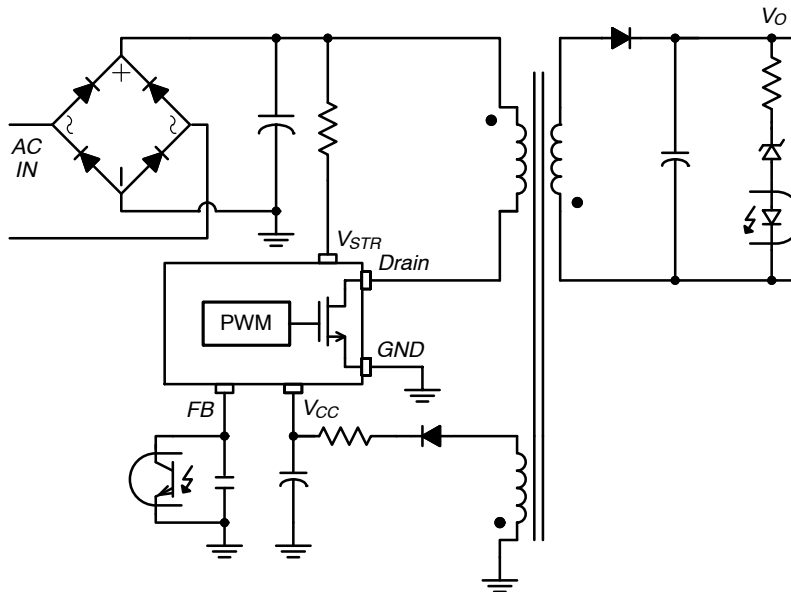 V_O
AC
IN
V_STR
Drain
PWM
GND
FB
V_CC